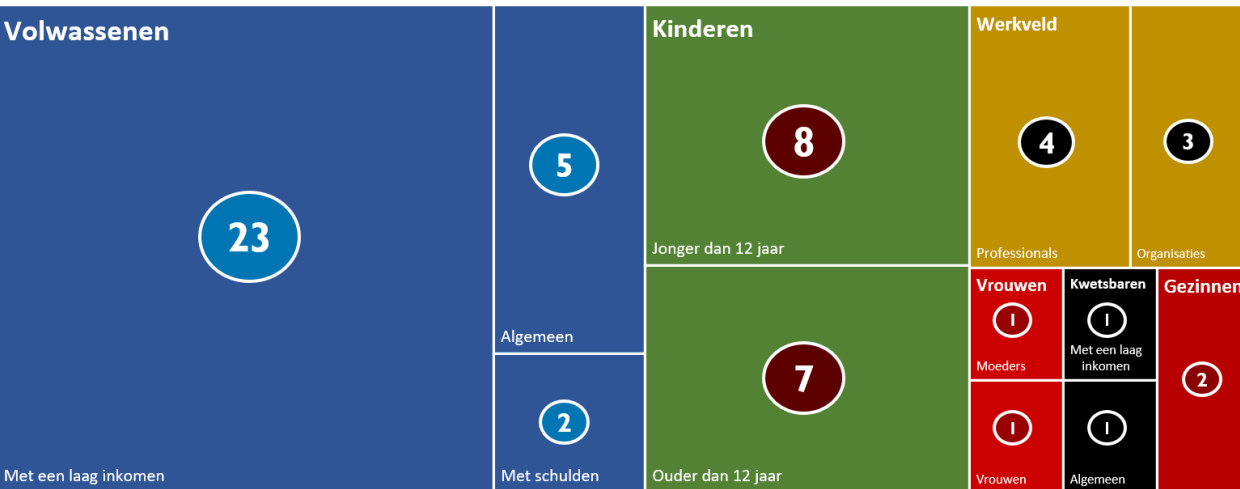 Volwassenen
23
Met een laag inkomen
5
Algemeen
2
Met schulden
Kinderen
8
Jonger dan 12 jaar
7
Ouder dan 12 jaar
Werkveld
4
Professionals
3
Organisaties
Vrouwen
1
Moeders
1
Vrouwen
Kwetsbaren
1
Met een laag
inkomen
1
Algemeen
Gezinnen
2